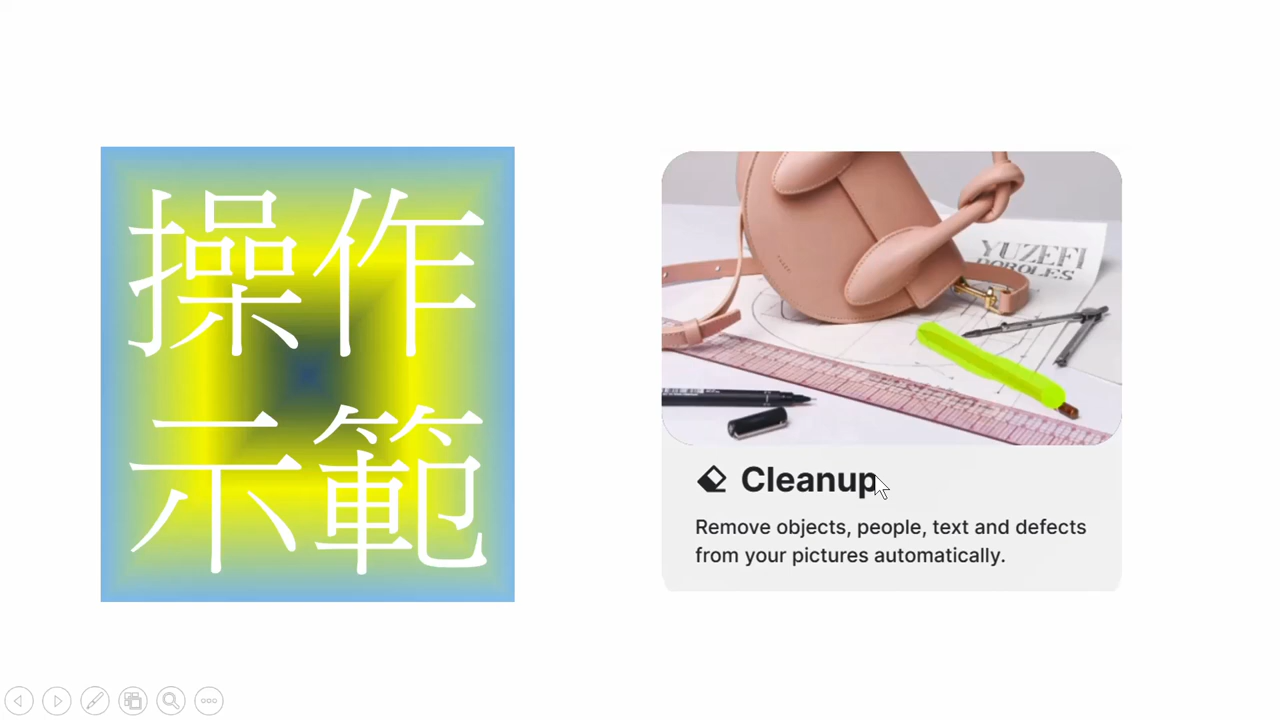 操作
示範
YUZEFI
Cleanup
Remove objects, people, text and defects
from your pictures automatically.